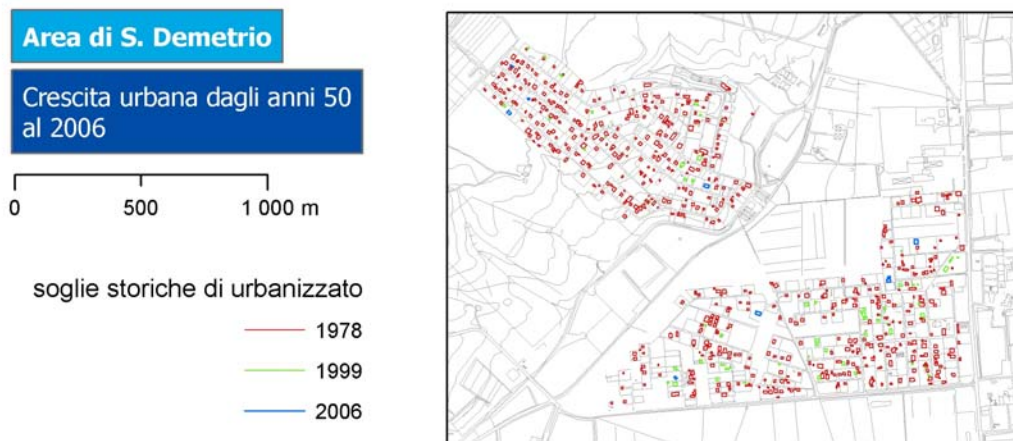 Area di S. Demetrio
Crescita urbana dagli anni 50
al 2006
0 500 1 000 m
soglie storiche di urbanizzato
1978
1999
2006